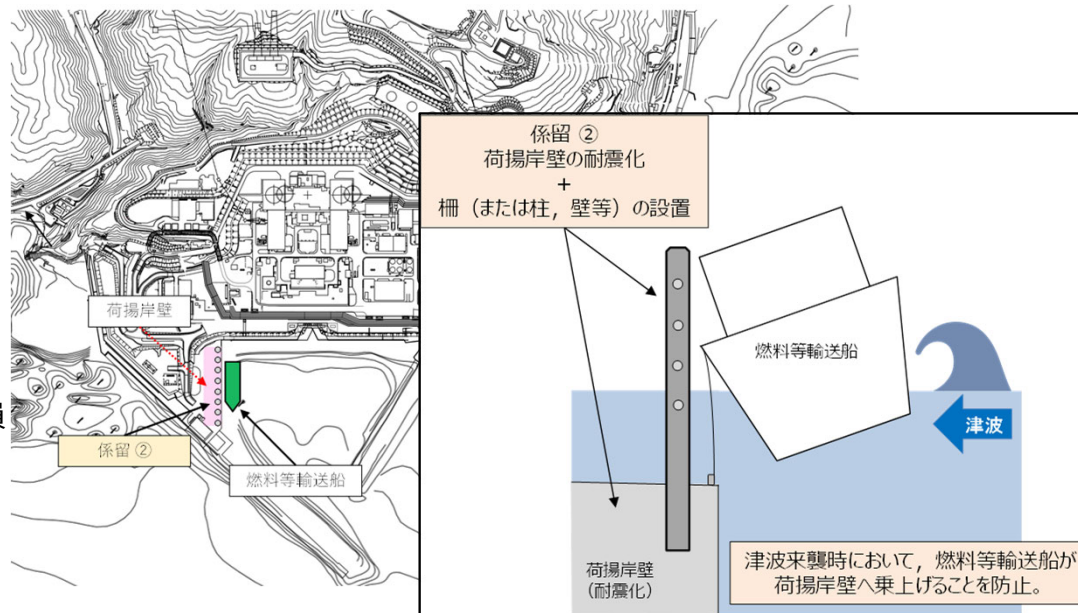 係留 ②
荷揚岸壁の耐震化
+
柵（または柱，壁等）の設置
荷揚岸壁
係留 ②
燃料等輸送船
燃料等輸送船
津波
荷揚岸壁
（耐震化）
津波来襲時において，燃料等輸送船が
荷揚岸壁へ乗上げることを防止。